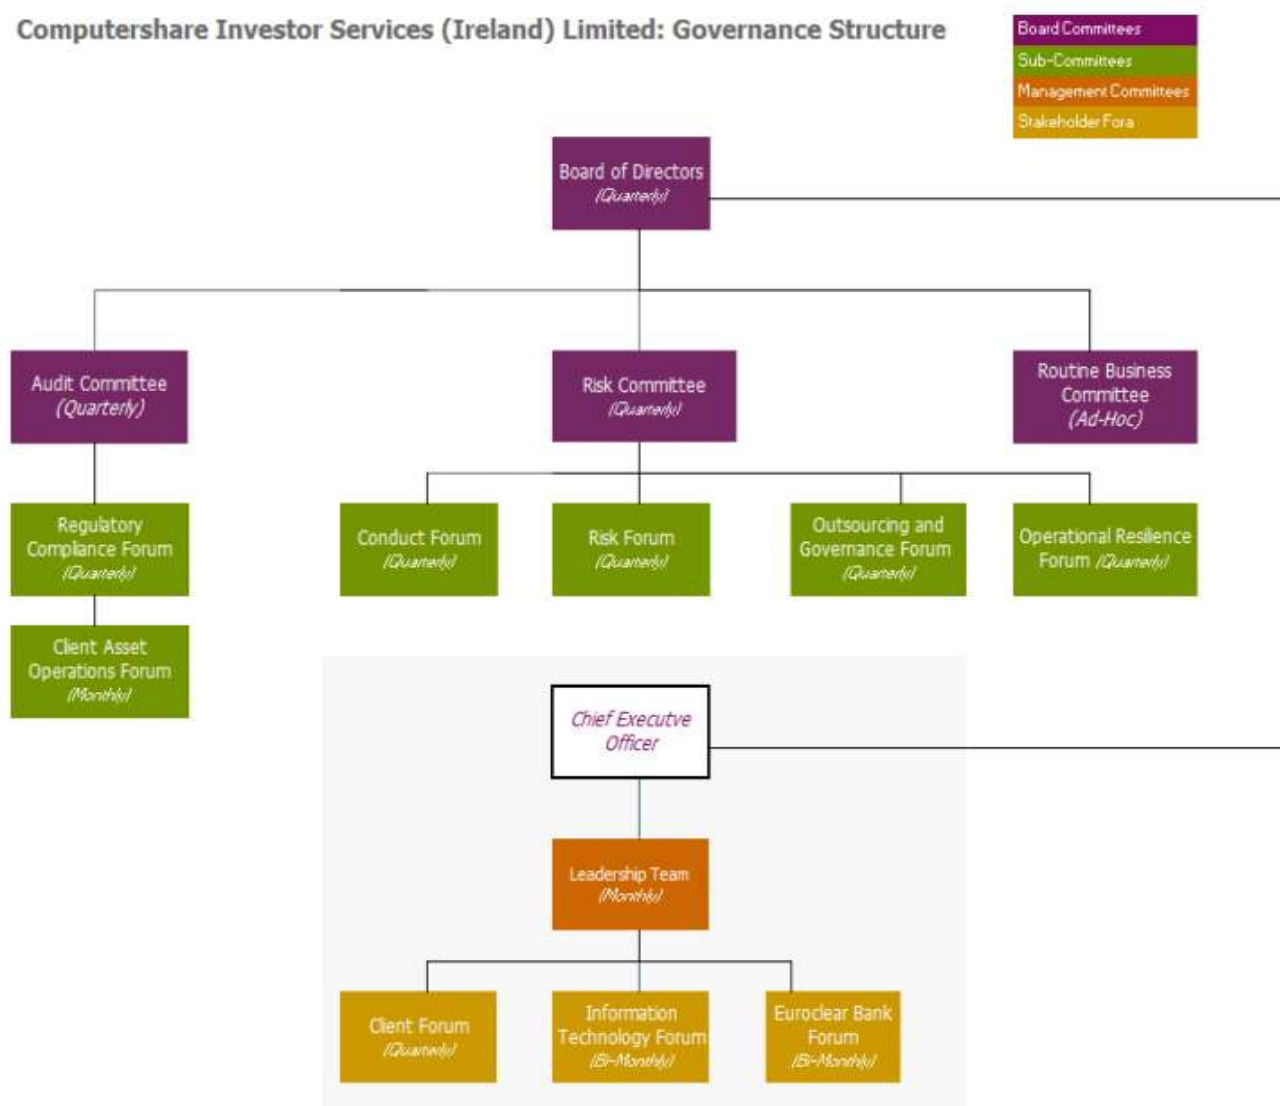 Computershare Investor Services (Ireland) Limited: Governance Structure
Board Committees
Sub-Committees
Management Committees
Stakeholder Fora
Board of Directors
(Quarterly)
Audit Committee
(Quarterly)
Risk Committee
(Quarterly)
Routine Business
Committee
(Ad-Hoc)
Regulatory
Compliance Forum
(Quarterly)
Conduct Forum
(Quarterly)
Risk Forum
(Quarterly)
Outsourcing and
Governance Forum
(Quarterly)
Operational Resilience
Forum (Quarterly)
Client Asset
Operations Forum
(Monthly)
Chief Executve
Officer
Leadership Team
(Monthly)
Client Forum
(Quarterly)
Information
Technology Forum
(Bi-Monthly)
Euroclear Bank
Forum
(Bi-Monthly)